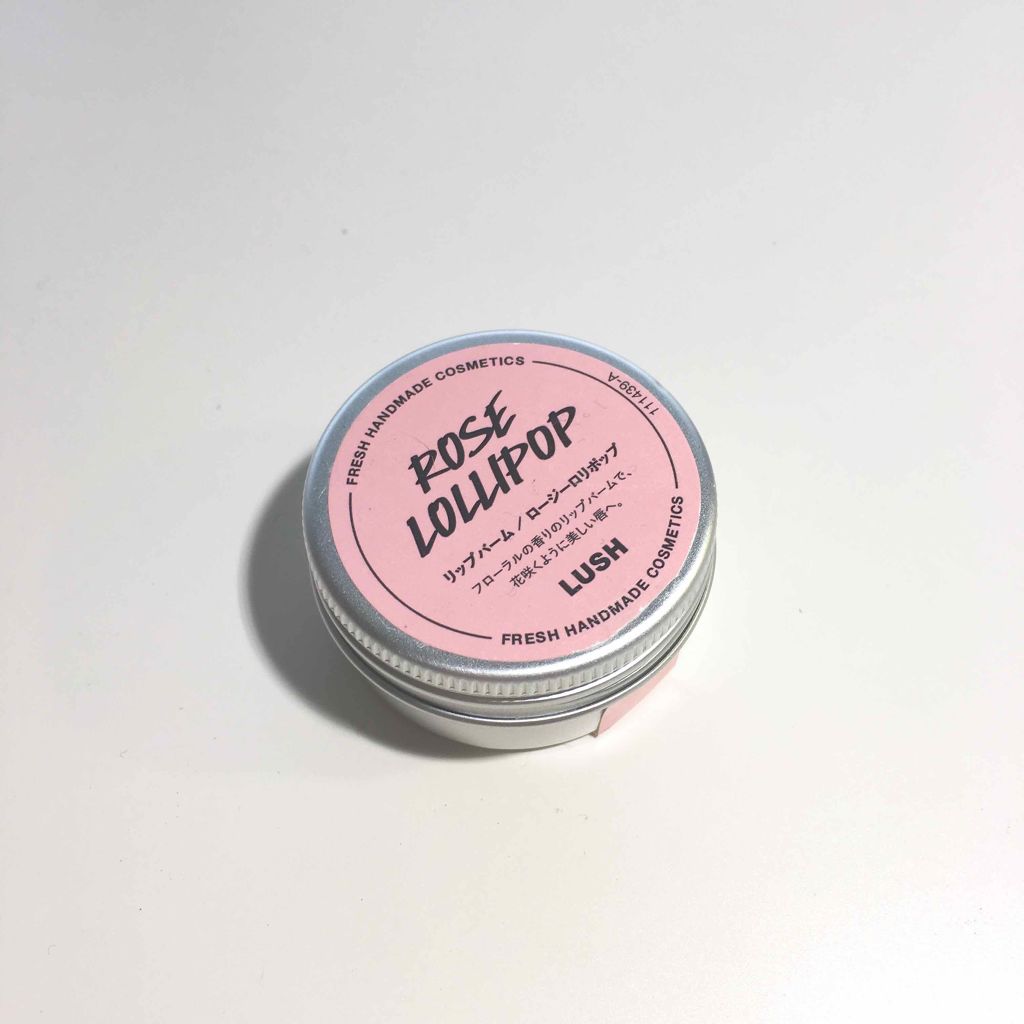 FRESH HANDMADE COSMETICS
111439-A
ROSE
LOLLIPOP
リップバーム / ロージーロリポップ
フローラルの香りのリップバームで、
花咲くように美しい唇へ。
LUSH
FRESH HANDMADE COSMETICS